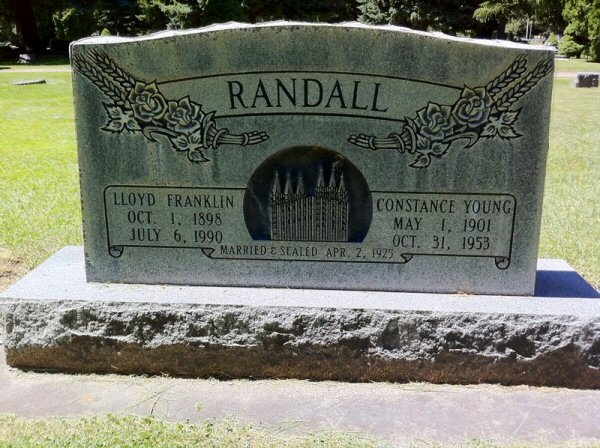 RANDALL
LLOYD FRANKLIN
OCT. 1, 1898
JULY 6, 1990
CONSTANCE YOUNG
MAY 1, 1901
OCT. 31, 1953
MARRIED & SEALED APR. 2, 1925